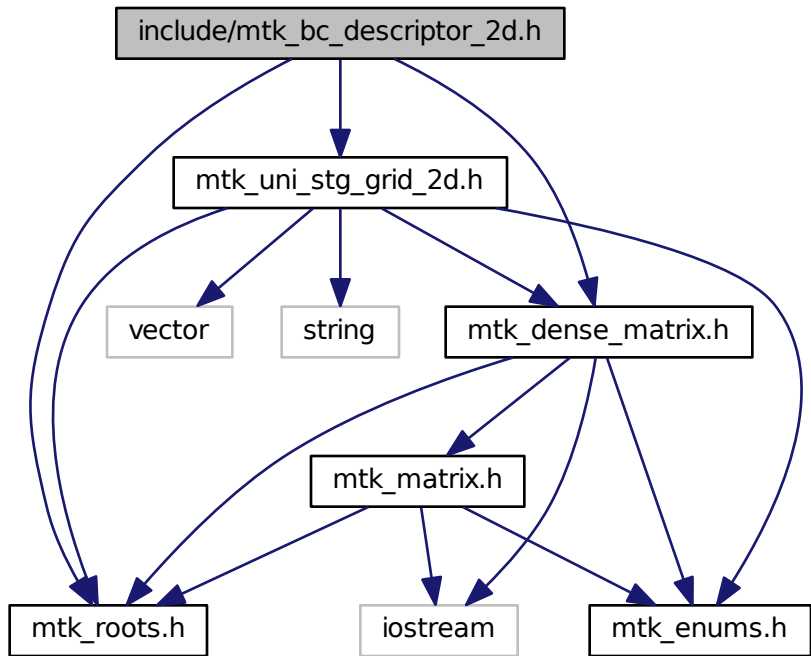 include/mtk_bc_descriptor_2d.h
mtk_uni_stg_grid_2d.h
vector
string
mtk_dense_matrix.h
mtk_matrix.h
mtk_roots.h
iostream
mtk_enums.h